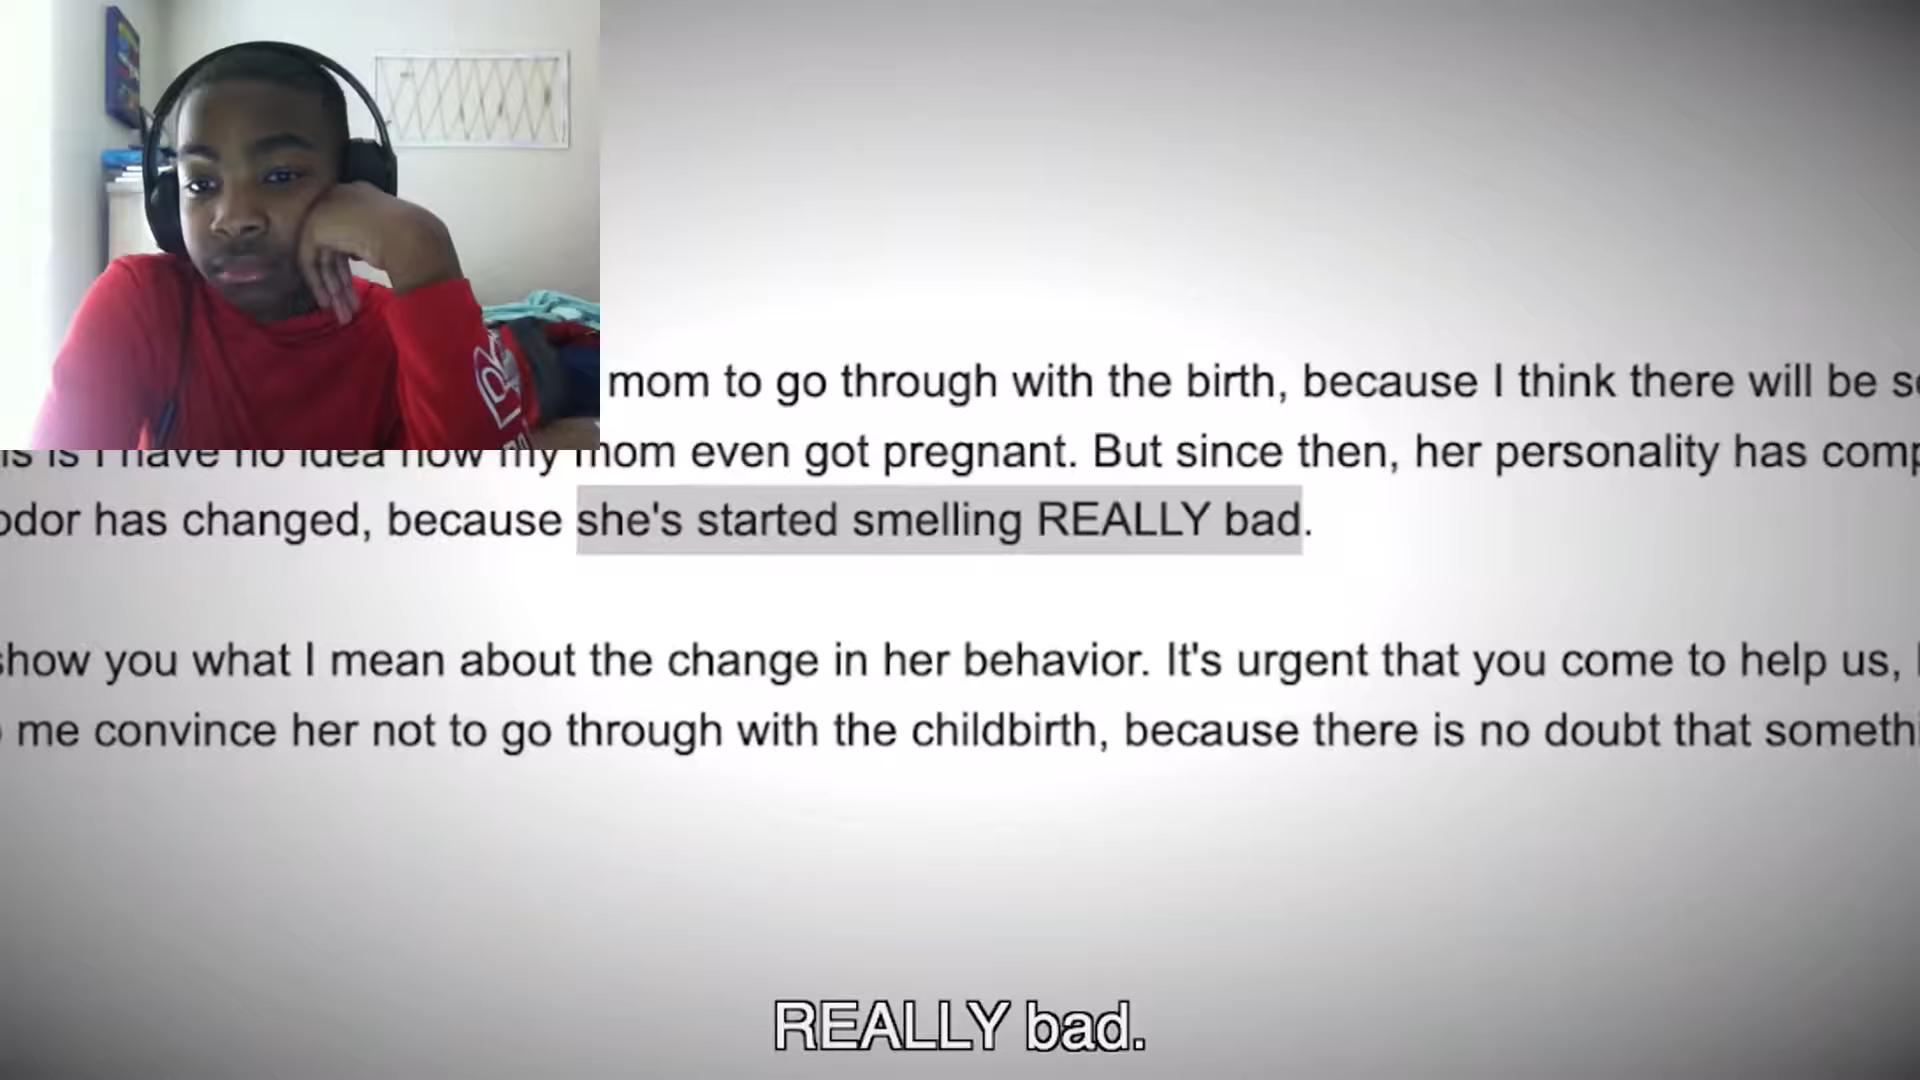 mom to go through with the birth, because I think there will be
is is I have no idea how my mom even got pregnant. But since then, her personality has
odor has changed, because she's started smelling REALLY bad.
show you what I mean about the change in her behavior. It's urgent that you come to help us,
me convince her not to go through with the childbirth, because there is no doubt that
REALLY bad.